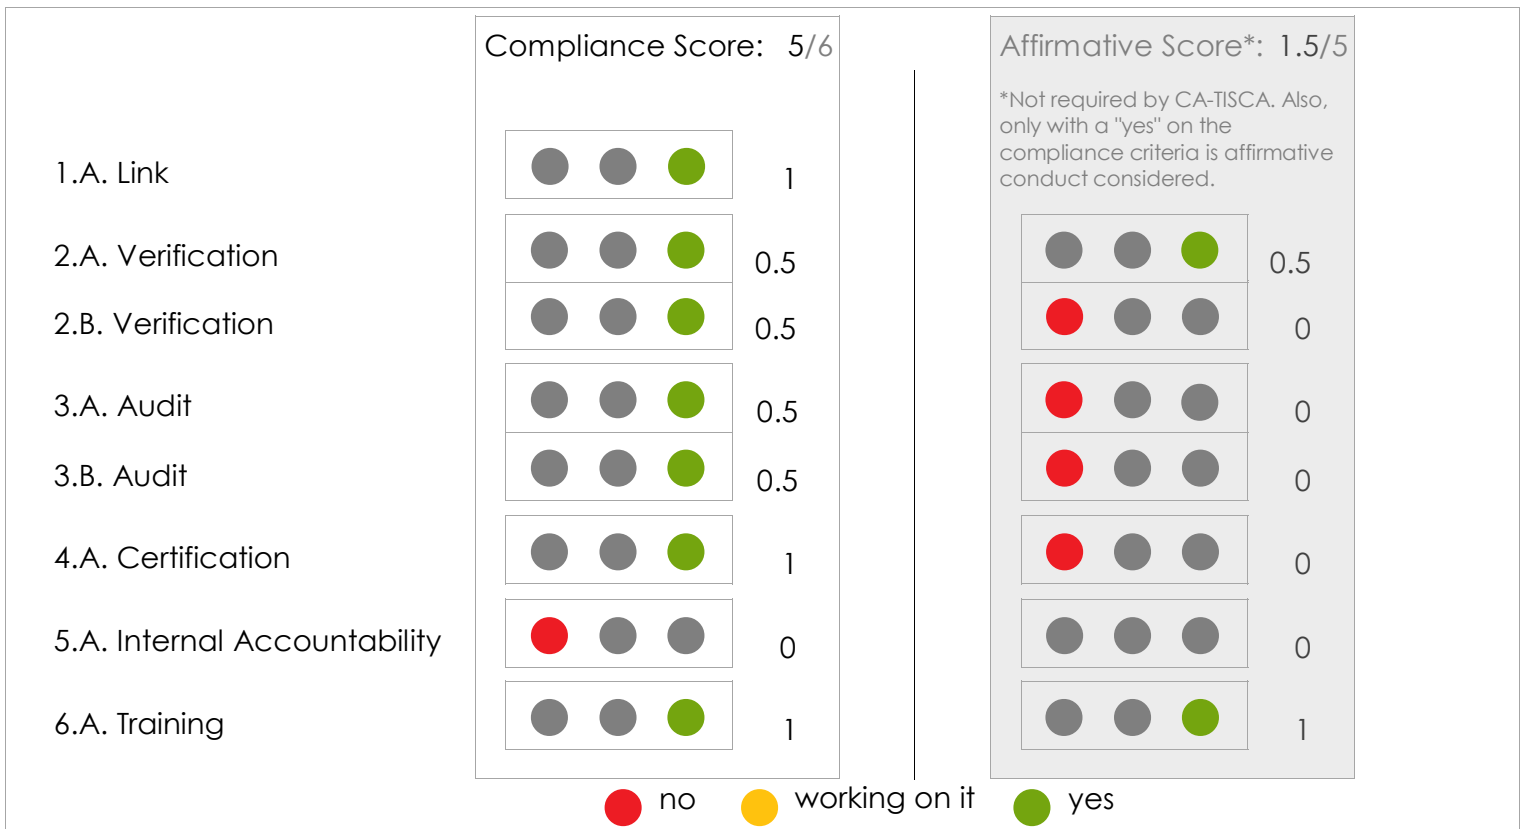 Compliance Score: 5/6
Affirmative Score*: 1.5/5
*Not required by CA-TISCA. Also,
only with a "yes" on the
compliance criteria is affirmative
conduct considered.
1.A. Link 1
2.A. Verification 0.5 0.5
2.B. Verification 0.5 0
3.A. Audit 0.5 0
3.B. Audit 0.5 0
4.A. Certification 1 0
5.A. Internal Accountability 0 0
6.A. Training 1 1
no working on it yes